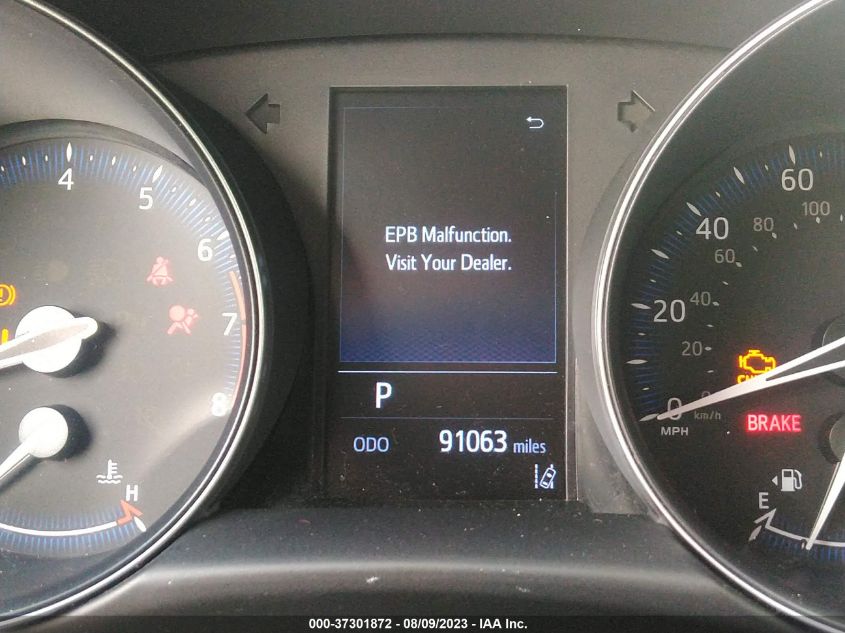 4
5
6
7
8
H
EPB Malfunction.
Visit Your Dealer.
P
ODO 91063 miles
60
100
40
80
60
20
40
20
0
km/h
MPH
BRAKE
E
000-37301872 - 08/09/2023 - IAA Inc.